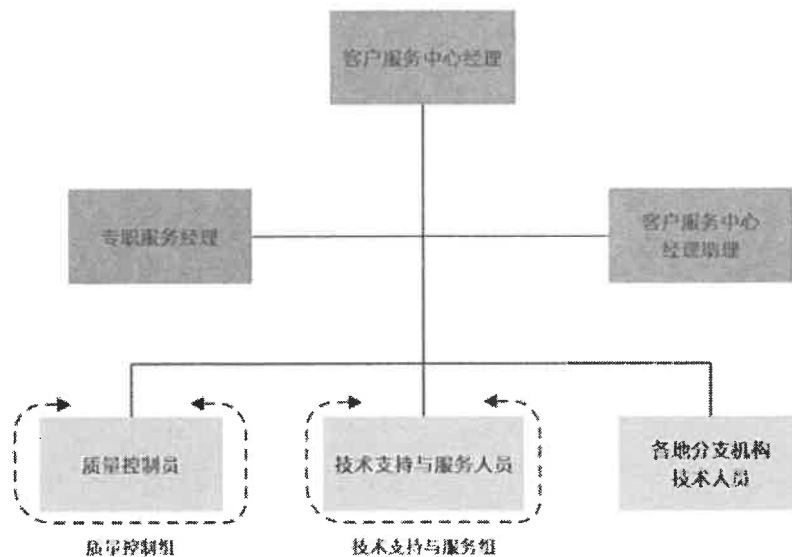 客户服务中心经理
专职服务经理
客户服务中心
经理助理
质量控制员
技术支持与服务人员
各地分支机构
技术人员
质量控制组
技术支持与服务组